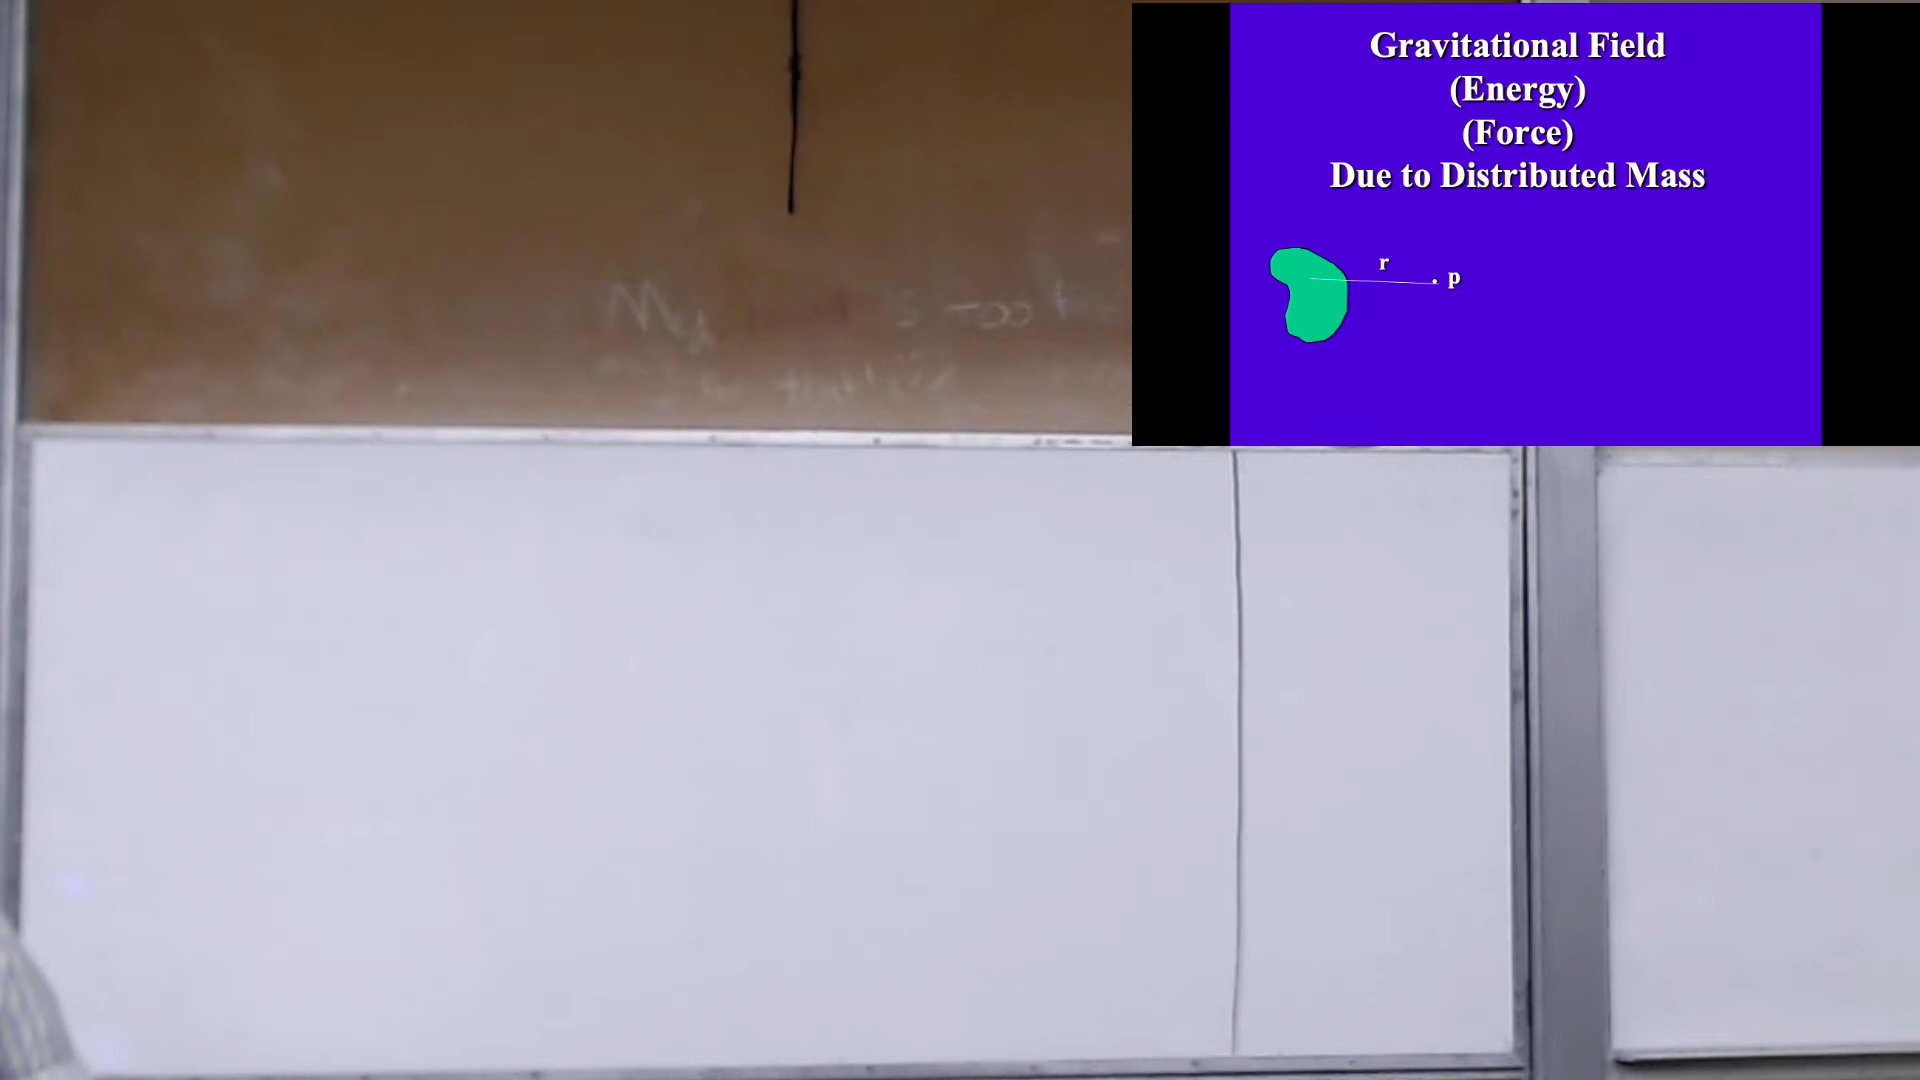 Gravitational Field
(Energy)
(Force)
Due to Distributed Mass
r
p